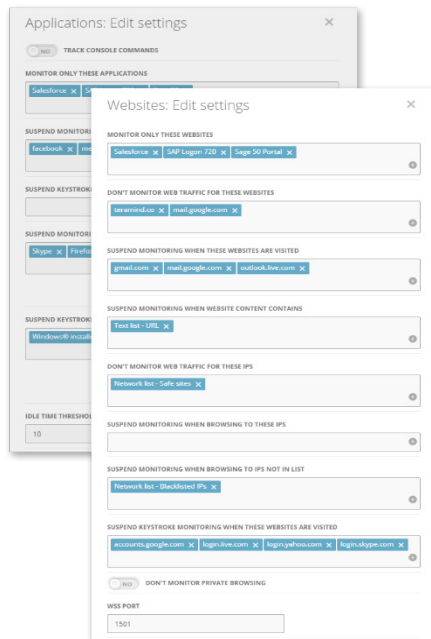 Applications: Edit settings
NO TRACK CONSOLE COMMANDS
MONITOR ONLY THESE APPLICATIONS
Salesforce x
SUSPEND MONITORI
facebook x
SUSPEND KEYSTROK
SUSPEND MONITORI
Skype x Firefo
SUSPEND KEYSTROK
Windows® installe
IDLE TIME THRESHOL
10
Websites: Edit settings
MONITOR ONLY THESE WEBSITES
Salesforce x SAP Logon 720 x Sage 50 Portal x
DON'T MONITOR WEB TRAFFIC FOR THESE WEBSITES
teramind.co x mail.google.com x
SUSPEND MONITORING WHEN THESE WEBSITES ARE VISITED
gmail.com x mail.google.com x outlook.live.com x
SUSPEND MONITORING WHEN WEBSITE CONTENT CONTAINS
Text list - URL x
DON'T MONITOR WEB TRAFFIC FOR THESE IPS
Network list - Safe sites x
SUSPEND MONITORING WHEN BROWSING TO THESE IPS
SUSPEND MONITORING WHEN BROWSING TO IPS NOT IN LIST
Network list - Blacklisted IPs x
SUSPEND KEYSTROKE MONITORING WHEN THESE WEBSITES ARE VISITED
accounts.google.com x login.live.com x login.yahoo.com x login.skype.com x
NO DON'T MONITOR PRIVATE BROWSING
WSS PORT
1501